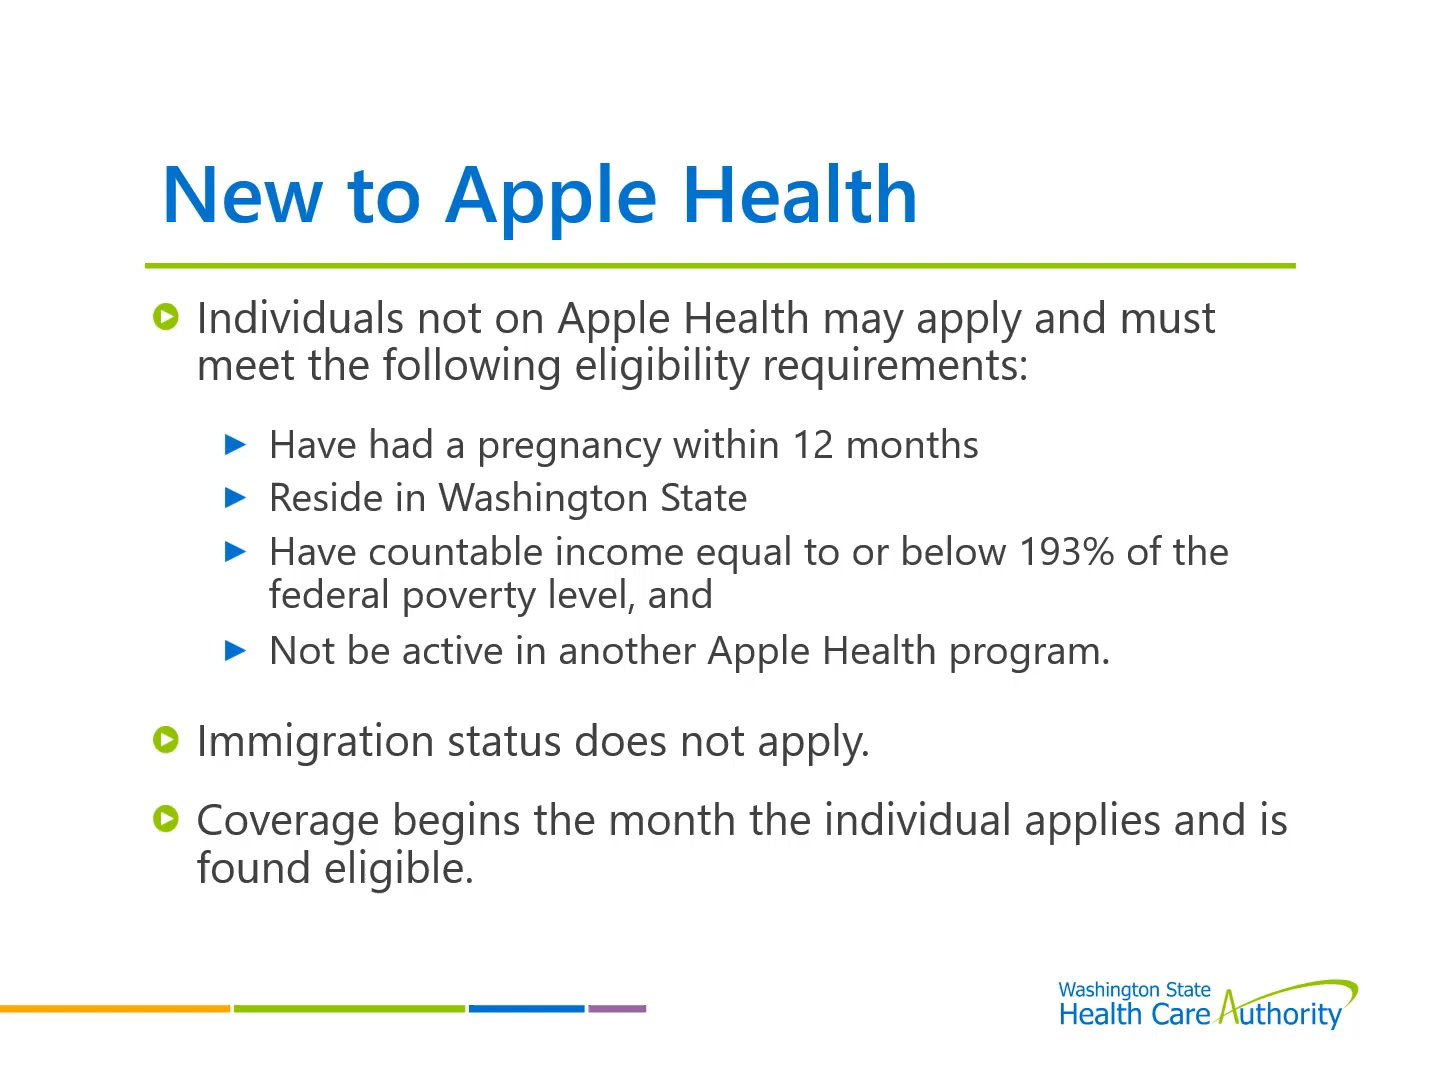 New to Apple Health
Individuals not on Apple Health may apply and must
meet the following eligibility requirements:
Have had a pregnancy within 12 months
Reside in Washington State
Have countable income equal to or below 193% of the
federal poverty level, and
Not be active in another Apple Health program.
Immigration status does not apply.
Coverage begins the month the individual applies and is
found eligible.
Washington State
Health Care Authority